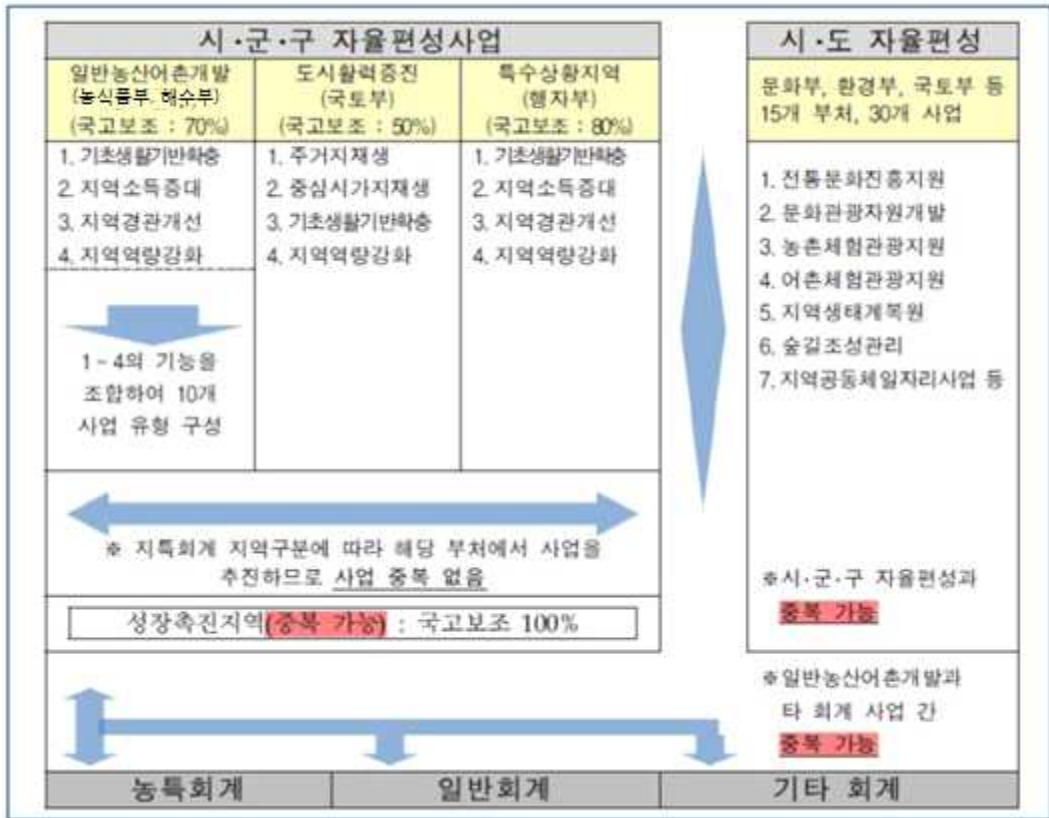 시·군·구 자율편성사업
일반농산어촌개발
(농식품부, 해수부)
(국고보조 : 70%)
1. 기초생활기반확충
2. 지역소득증대
3. 지역경관개선
4. 지역역량강화
1-4의 기능을
조합하여 10개
사업 유형 구성
도시활력증진
(국토부)
(국고보조 : 50%)
1. 주거지재생
2. 중심시가지재생
3. 기초생활기반확충
4. 지역역량강화
특수상황지역
(행자부)
(국고보조 : 80%)
1. 기초생활기반확충
2. 지역소득증대
3. 지역경관개선
4. 지역역량강화
※ 지특회계 지역구분에 따라 해당 부처에서 사업을
추진하므로 사업 중복 없음
성장촉진지역(중복 가능) : 국고보조 100%
시·도 자율편성
문화부, 환경부, 국토부 등
15개 부처, 30개 사업
1. 전통문화진흥지원
2. 문화관광자원개발
3. 농촌체험관광지원
4. 어촌체험관광지원
5. 지역생태계복원
6. 숲길조성관리
7. 지역공동체일자리사업 등
※시·군·구 자율편성과
중복 가능
※일반농산어촌개발과
타 회계 사업 간
중복 가능
농특회계
일반회계
기타 회계